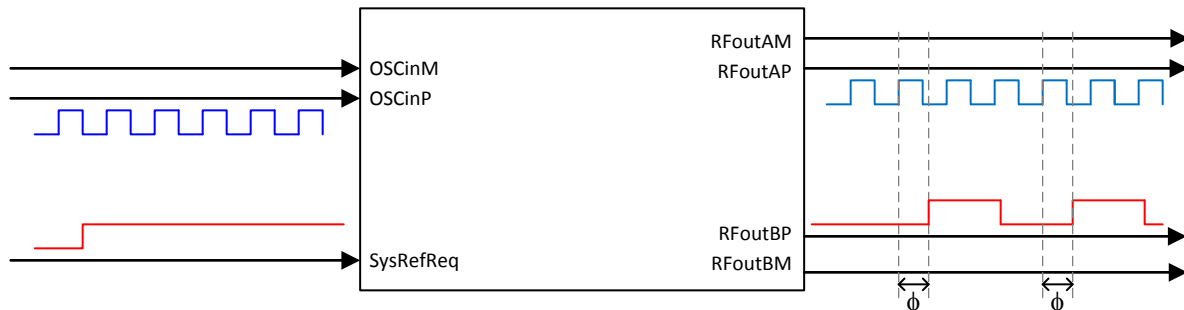 RFoutAM
OSCinM
RFoutAP
OSCinP
RFoutBP
SysRefReq
RFoutBM
ϕ
ϕ